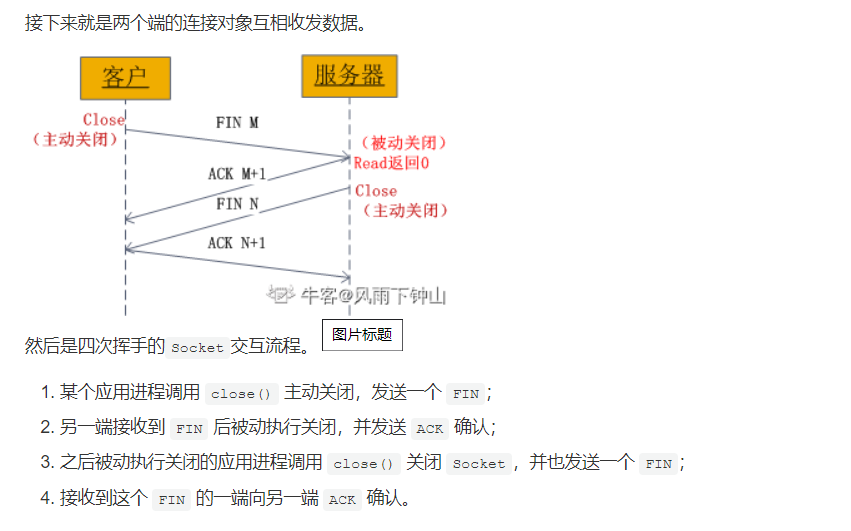 接下来就是两个端的连接对象互相收发数据。
客户
服务器
Close
（主动关闭）
FIN M
（被动关闭）
Read返回0
ACK M+1
Close
（主动关闭）
FIN N
ACK N+1
牛客@风雨下钟山
图片标题
然后是四次挥手的 Socket 交互流程。
1. 某个应用进程调用 close() 主动关闭，发送一个 FIN；
2. 另一端接收到 FIN 后被动执行关闭，并发送 ACK 确认；
3. 之后被动执行关闭的应用进程调用 close() 关闭 Socket，并也发送一个 FIN；
4. 接收到这个 FIN 的一端向另一端 ACK 确认。